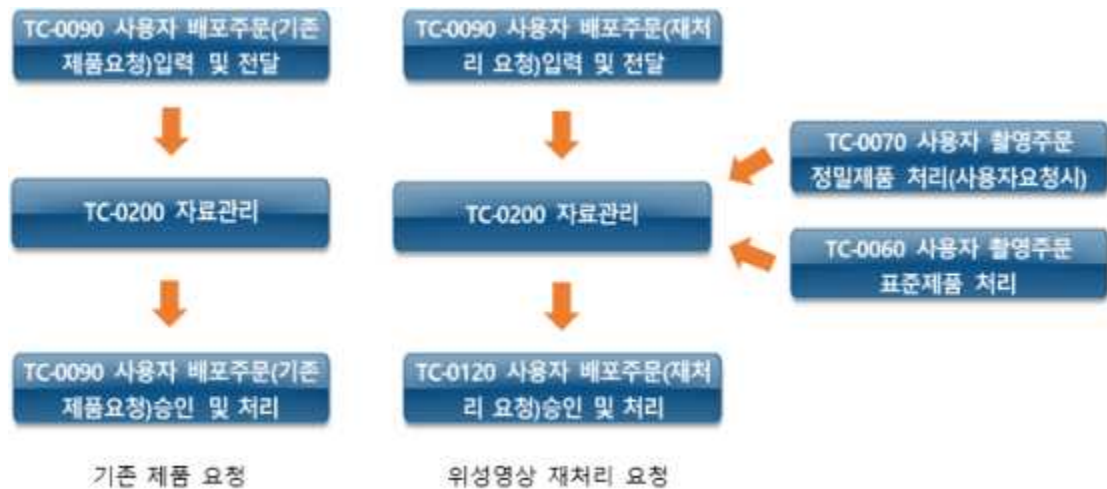 TC-0090 사용자 배포주문(기존
제품요청)입력 및 전달
TC-0200 자료관리
TC-0090 사용자 배포주문(기존
제품요청)승인 및 처리
기존 제품 요청
TC-0090 사용자 배포주문(재처
리 요청)입력 및 전달
TC-0200 자료관리
TC-0120 사용자 배포주문(재처
리 요청)승인 및 처리
위성영상 재처리 요청
TC-0070 사용자 촬영주문
정밀제품 처리(사용자요청시)
TC-0060 사용자 촬영주문
표준제품 처리